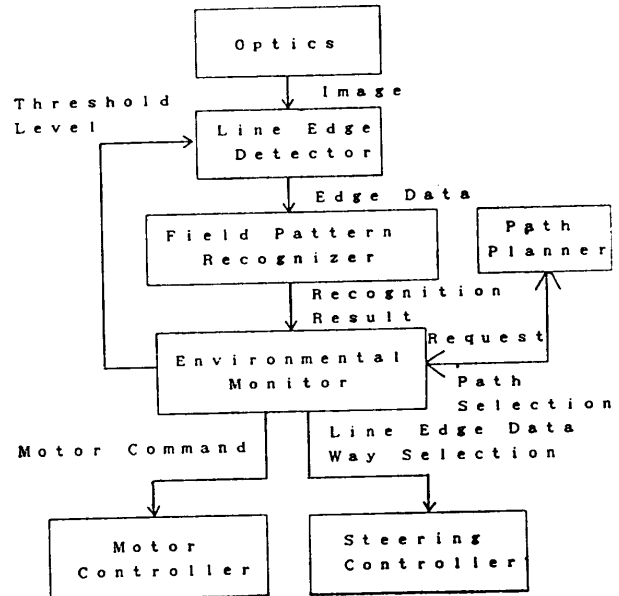 Optics
Image
Threshold
Level
Line Edge
Detector
Edge Data
Field Pattern
Recognizer
Path
Planner
Recognition
Result
Request
Environmental
Monitor
Path
Selection
Motor Command
Line Edge Data
Way Selection
Motor
Controller
Steering
Controller